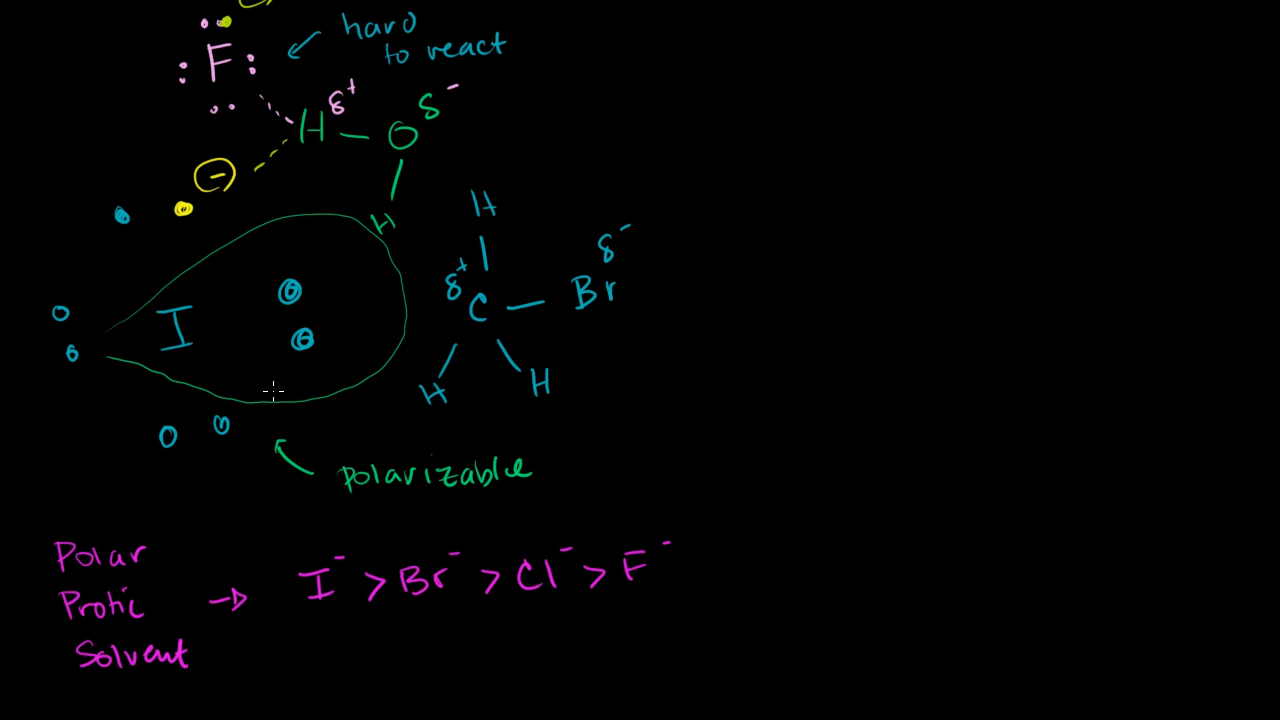 hard
to react
:F:
H δ+ — O δ-
H
-
H
I
δ+ C — Br δ-
H H
polarizable
Polar
Protic → I- > Br- > Cl- > F-
Solvent